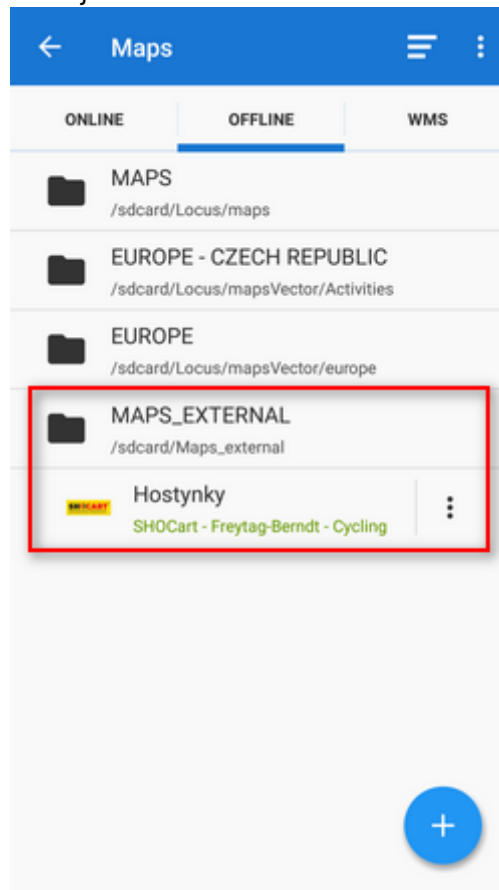 Maps
ONLINE OFFLINE WMS
MAPS
/sdcard/Locus/maps
EUROPE - CZECH REPUBLIC
/sdcard/Locus/mapsVector/Activities
EUROPE
/sdcard/Locus/mapsVector/europe
MAPS_EXTERNAL
/sdcard/Maps_external
SHOCART Hostynky
SHOCart - Freytag-Berndt - Cycling